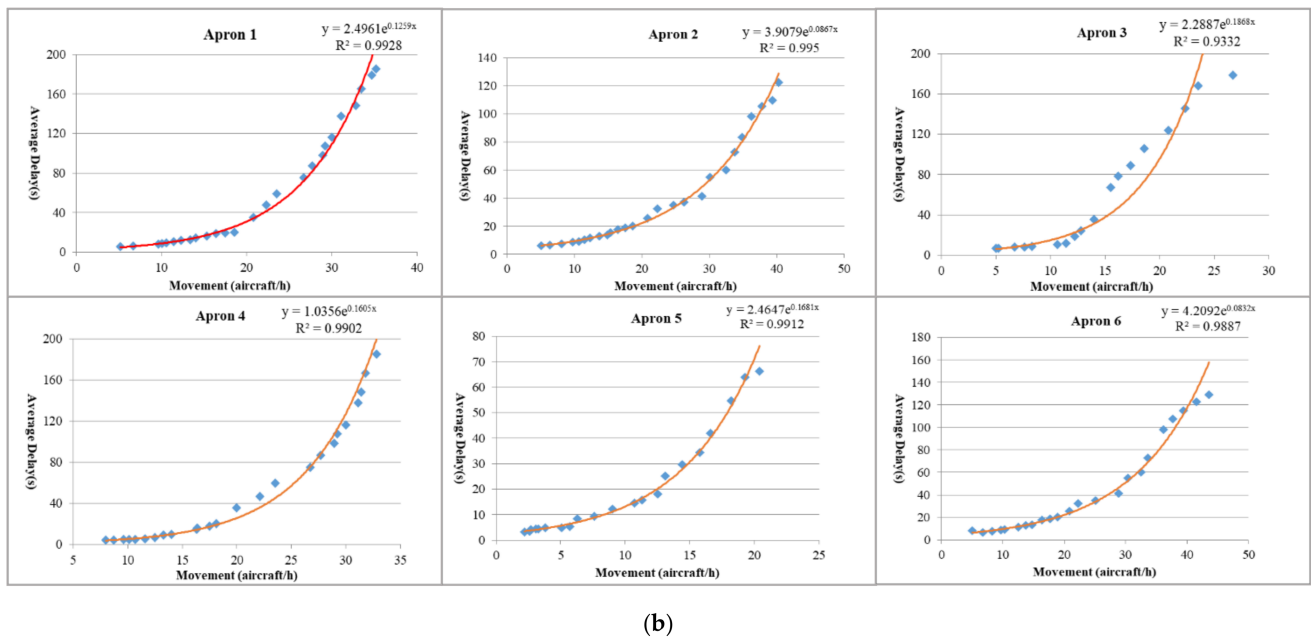 Apron 1
y = 2.4961e^0.1259x
R² = 0.9928
200
160
120
80
40
0
Average Delay(s)
0 10 20 30 40
Movement (aircraft/h)
Apron 2
y = 3.9079e^0.0867x
R² = 0.995
140
120
100
80
60
40
20
0
Average Delay(s)
0 10 20 30 40 50
Movement (aircraft/h)
Apron 3
y = 2.2887e^0.1868x
R² = 0.9332
200
160
120
80
40
0
Average Delay(s)
0 5 10 15 20 25 30
Movement (aircraft/h)
Apron 4
y = 1.0356e^0.1605x
R² = 0.9902
200
160
120
80
40
0
Average Delay(s)
5 10 15 20 25 30 35
Movement (aircraft/h)
Apron 5
y = 2.4647e^0.1681x
R² = 0.9912
80
70
60
50
40
30
20
10
0
Average Delay(s)
0 5 10 15 20 25
Movement (aircraft/h)
Apron 6
y = 4.2092e^0.0832x
R² = 0.9887
180
160
140
120
100
80
60
40
20
0
Average Delay(s)
0 10 20 30 40 50
Movement (aircraft/h)
(b)